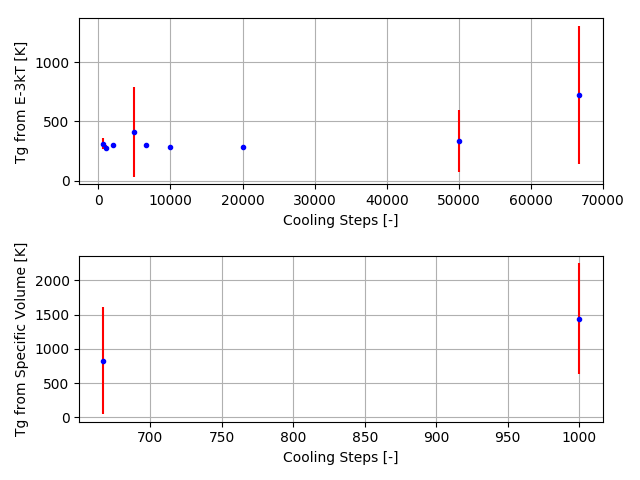 Tg from E-3kT [K]
1000
500
0
0 10000 20000 30000 40000 50000 60000 70000
Cooling Steps [-]
Tg from Specific Volume [K]
2000
1500
1000
500
0
700 750 800 850 900 950 1000
Cooling Steps [-]